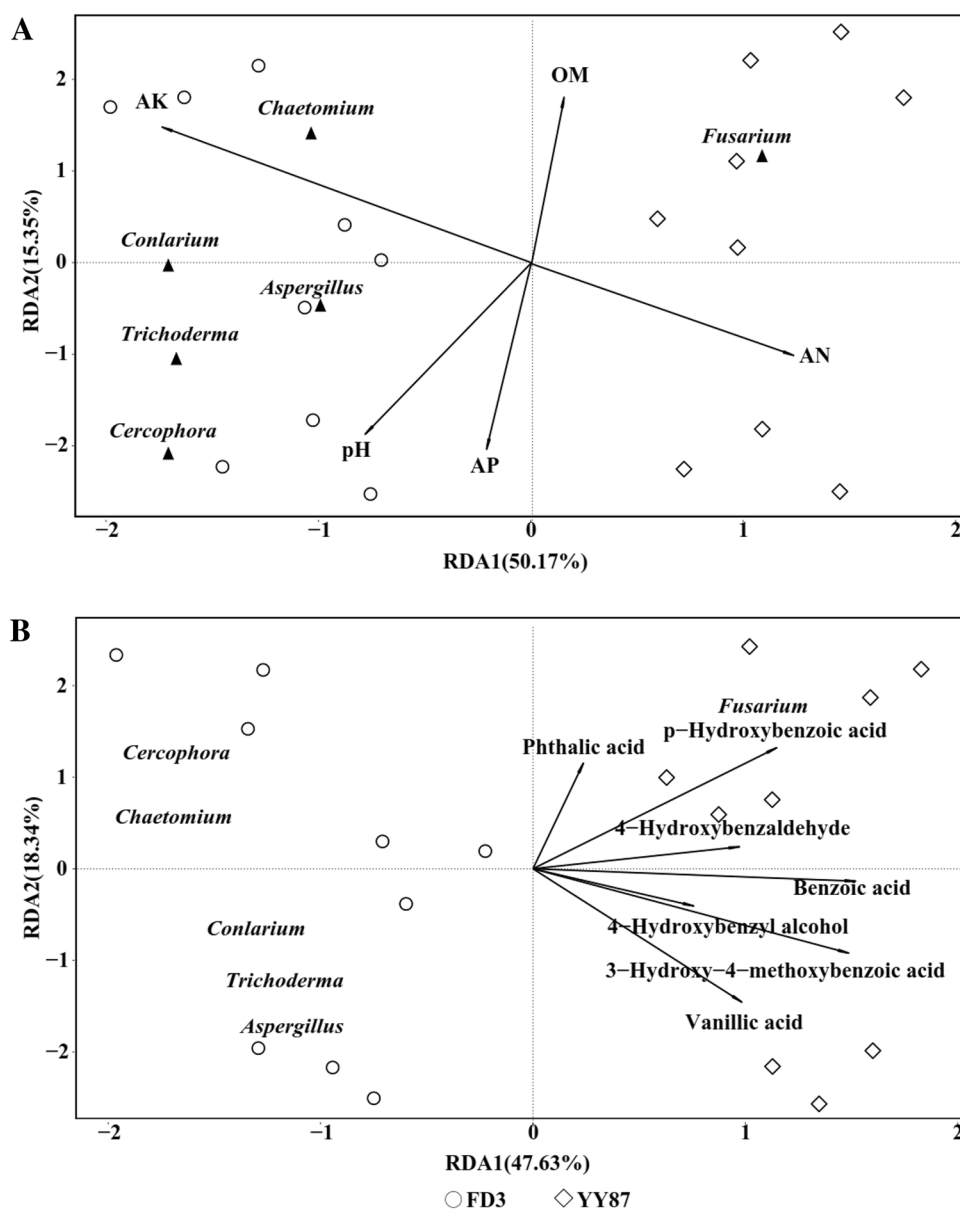 A
2
1
0
−1
−2
RDA2(15.35%)
OM
AK
Chaetomium
Fusarium
Conlarium
Aspergillus
Trichoderma
AN
Cercophora
pH
AP
−2
−1
0
1
2
RDA1(50.17%)
B
2
1
0
−1
−2
RDA2(18.34%)
Fusarium
p−Hydroxybenzoic acid
Phthalic acid
Cercophora
Chaetomium
4−Hydroxybenzaldehyde
Benzoic acid
Conlarium
4−Hydroxybenzyl alcohol
3−Hydroxy−4−methoxybenzoic acid
Trichoderma
Aspergillus
Vanillic acid
−2
−1
0
1
2
RDA1(47.63%)
FD3 YY87